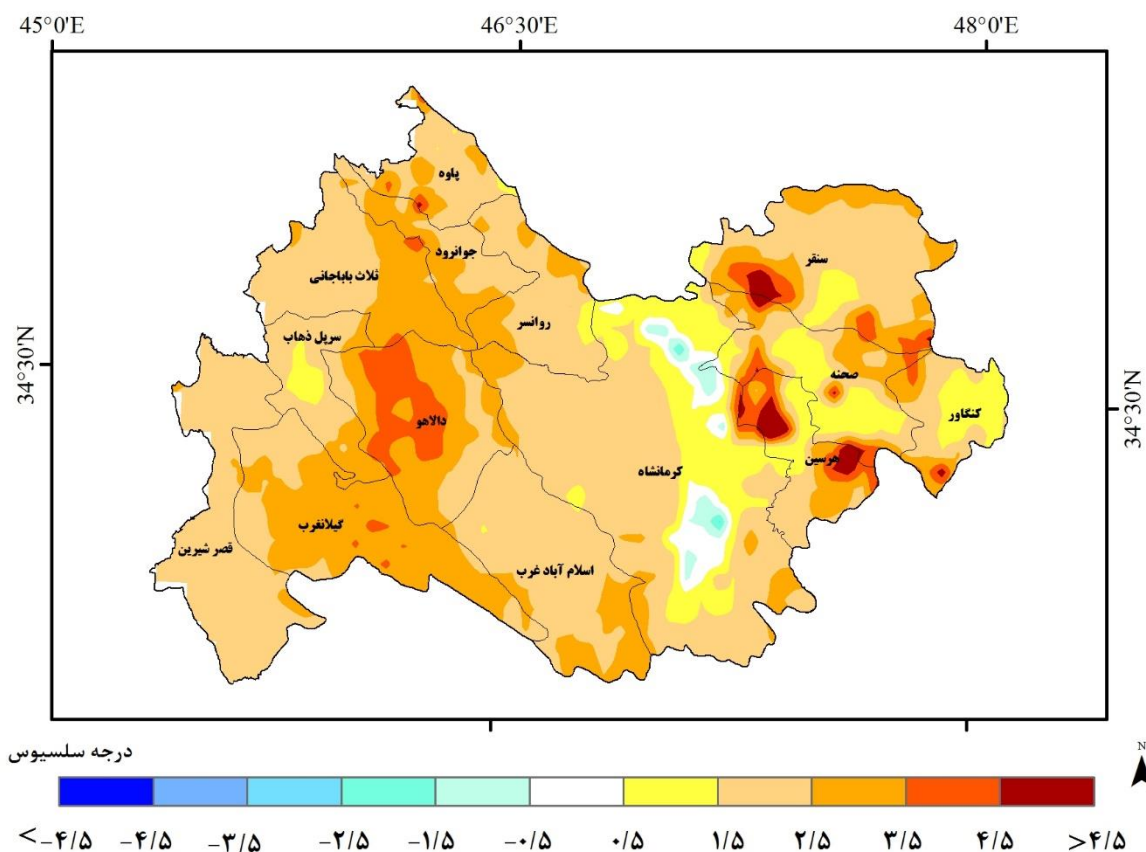 45°0'E
46°30'E
48°0'E
34°30'N
34°30'N
پاوه
جوانرود
ثلاث باباجانی
روانسر
سرپل ذهاب
دالاهو
گیلانغرب
قصر شیرین
اسلام آباد غرب
کرمانشاه
سنقر
صحنه
کنگاور
هرسین
درجه سلسیوس
N
< -۴/۵ -۴/۵ -۳/۵ -۲/۵ -۱/۵ -۰/۵ ۰/۵ ۱/۵ ۲/۵ ۳/۵ ۴/۵ >۴/۵